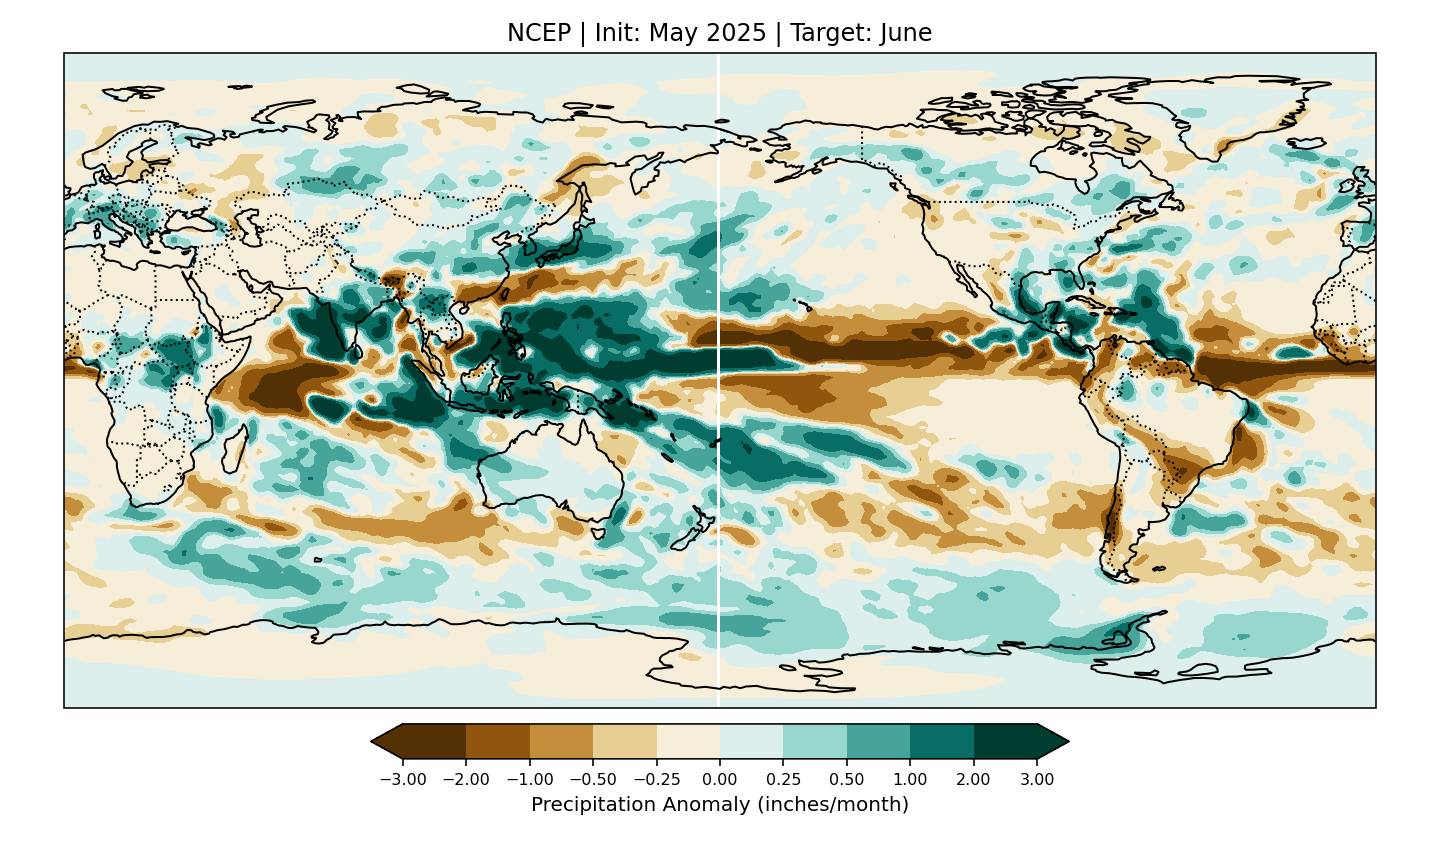 NCEP | Init: May 2025 | Target: June
−3.00 −2.00 −1.00 −0.50 −0.25 0.00 0.25 0.50 1.00 2.00 3.00
Precipitation Anomaly (inches/month)